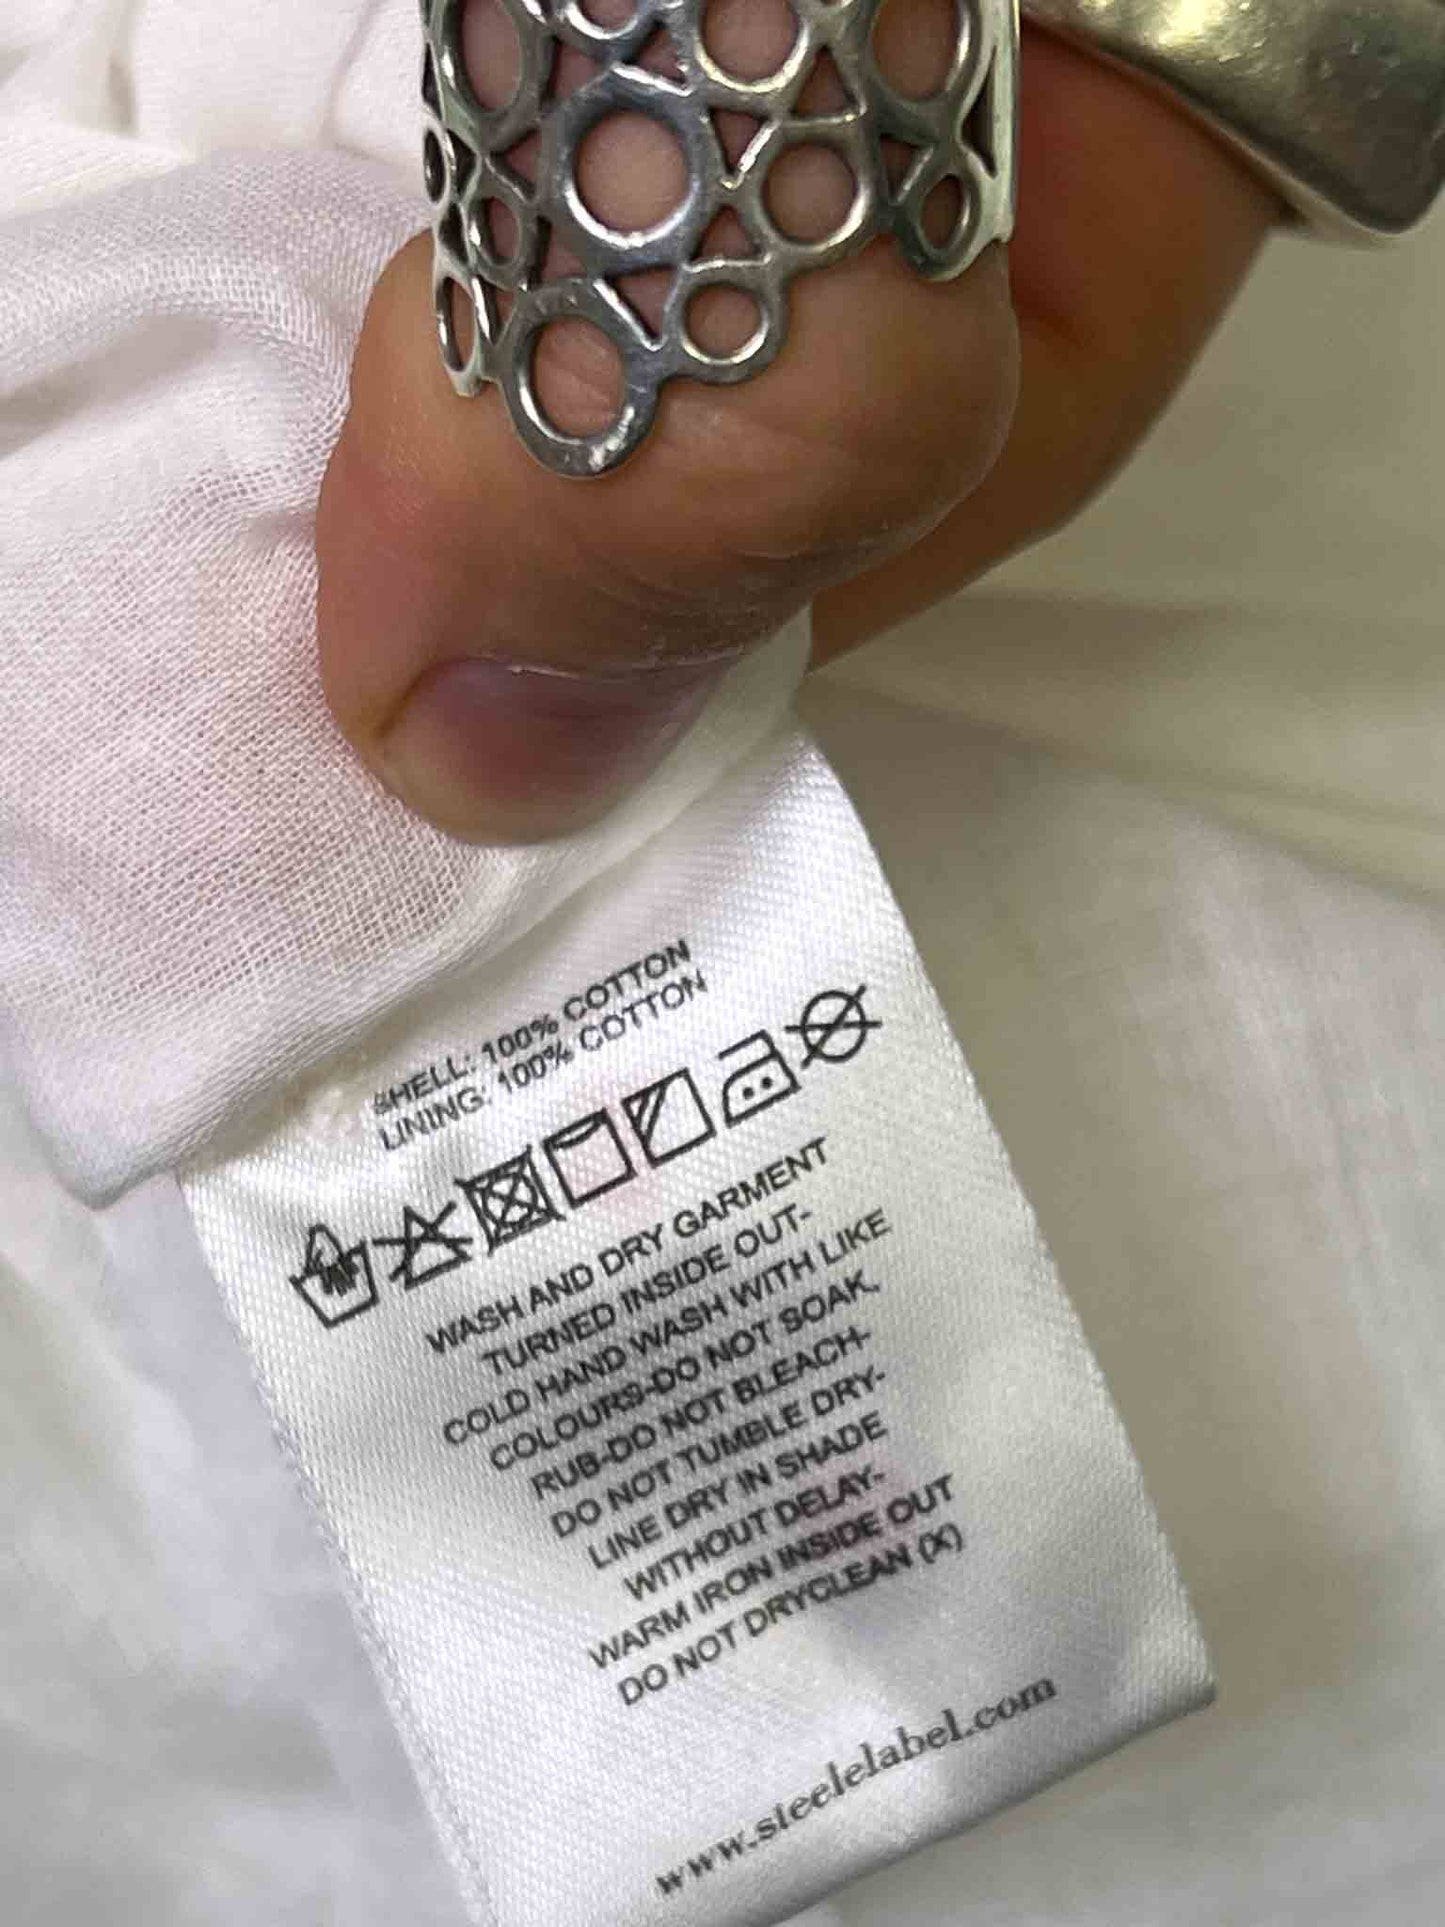 SHELL: 100% COTTON
LINING: 100% COTTON
WASH AND DRY GARMENT
TURNED INSIDE OUT-
COLD HAND WASH WITH LIKE
COLOURS-DO NOT SOAK,
RUB-DO NOT BLEACH-
DO NOT TUMBLE DRY-
LINE DRY IN SHADE
WITHOUT DELAY-
WARM IRON INSIDE OUT
DO NOT DRYCLEAN (X)
www.steelelabel.com